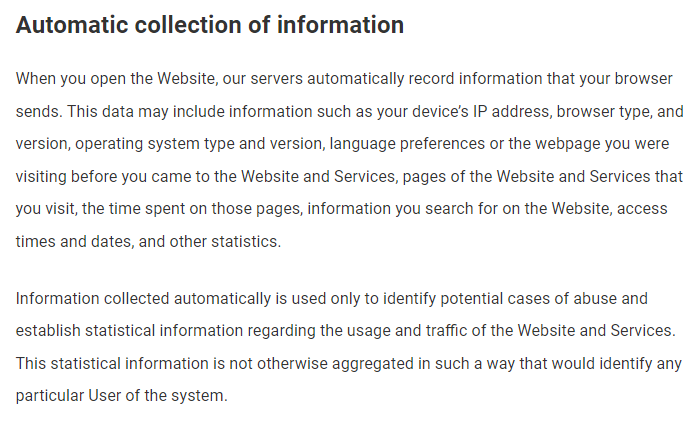 Automatic collection of information
When you open the Website, our servers automatically record information that your browser
sends. This data may include information such as your device’s IP address, browser type, and
version, operating system type and version, language preferences or the webpage you were
visiting before you came to the Website and Services, pages of the Website and Services that
you visit, the time spent on those pages, information you search for on the Website, access
times and dates, and other statistics.
Information collected automatically is used only to identify potential cases of abuse and
establish statistical information regarding the usage and traffic of the Website and Services.
This statistical information is not otherwise aggregated in such a way that would identify any
particular User of the system.